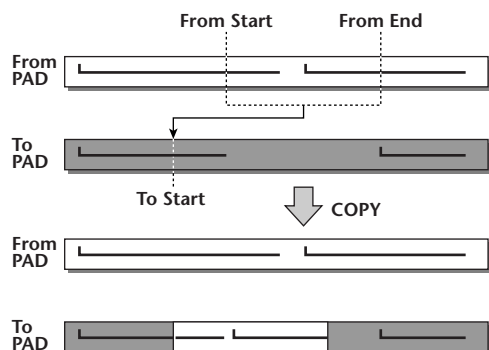 From Start From End
From
PAD
To
PAD
To Start
COPY
From
PAD
To
PAD